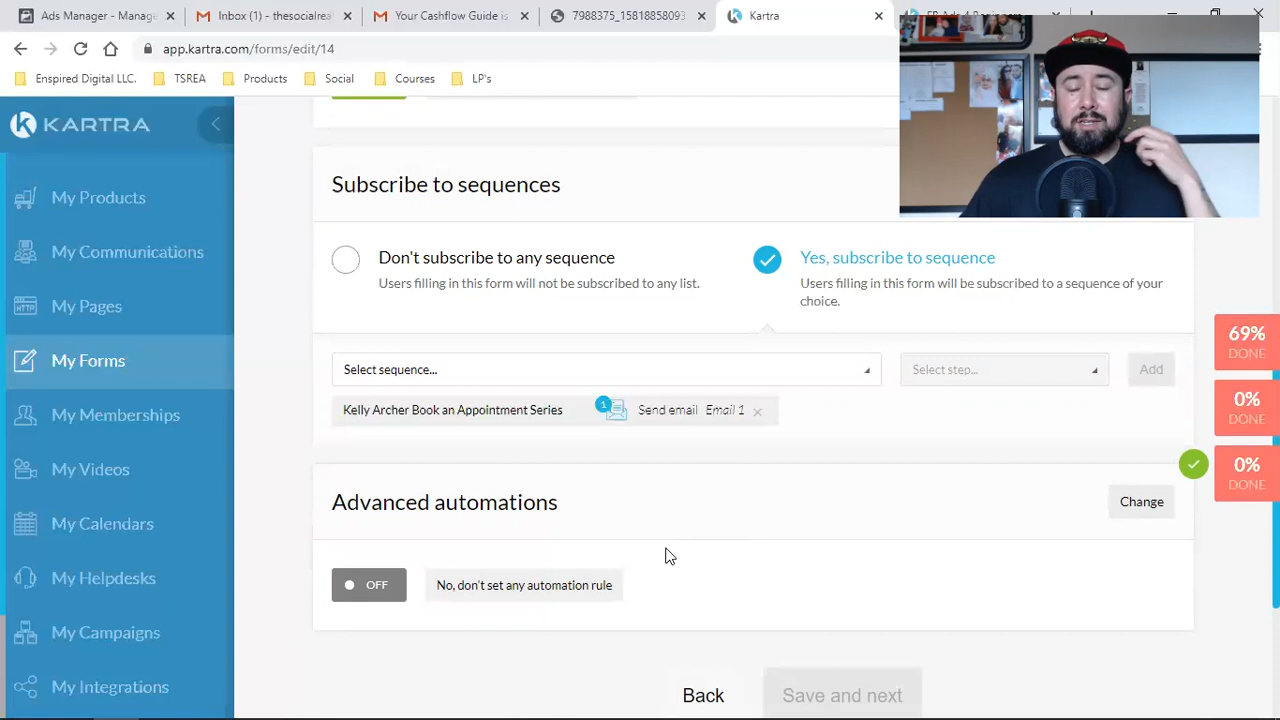 Ads Manager - Manage
Inbox (
) - thesocialrea
Your Cashflow Guide is
7988375_15818858093
Kartra
app.kartra.com/forms/edit/14
Enspired Digital LLC.
TSREA
Products
Social
Courses
LP's
KARTRA
My Products
My Communications
My Pages
My Forms
My Memberships
My Videos
My Calendars
My Helpdesks
My Campaigns
My Integrations
Subscribe to sequences
Don't subscribe to any sequence
Users filling in this form will not be subscribed to any list.
Yes, subscribe to sequence
Users filling in this form will be subscribed to a sequence of your
choice.
Select sequence...
Select step...
Add
Kelly Archer Book an Appointment Series
1
Send email Email 1
Advanced automations
Change
OFF
No, don't set any automation rule
Back
Save and next
69%
DONE
0%
DONE
0%
DONE